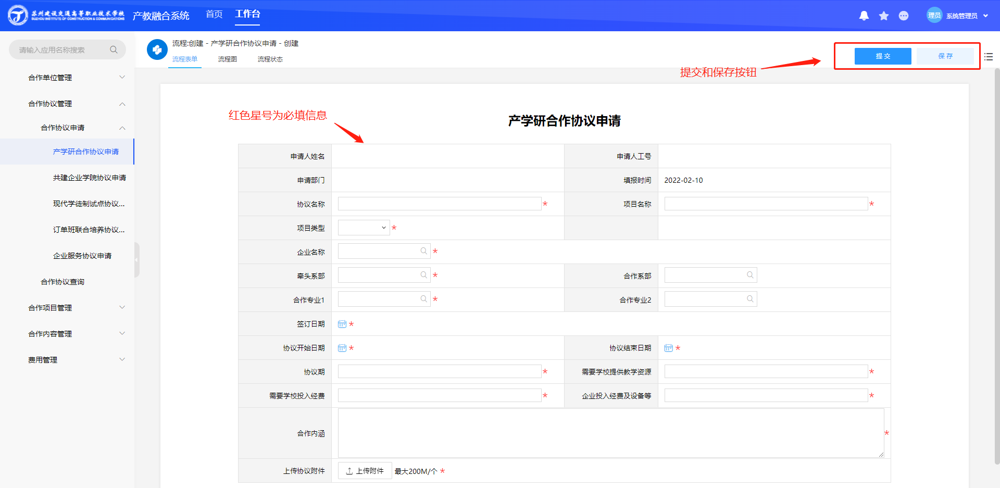 苏州建设交通高等职业技术学校
SUZHOU INSTITUTE OF CONSTRUCTION & COMMUNICATIONS
产教融合系统
首页
工作台
理员
系统管理员
请输入应用名称搜索
合作单位管理
合作协议管理
合作协议申请
产学研合作协议申请
共建企业学院协议申请
现代学徒制试点协议...
订单班联合培养协议...
企业服务协议申请
合作协议查询
合作项目管理
合作内容管理
费用管理
流程:创建 - 产学研合作协议申请 - 创建
流程表单
流程图
流程状态
提交
保存
提交和保存按钮
红色星号为必填信息
产学研合作协议申请
申请人姓名
申请人工号
申请部门
填报时间
2022-02-10
协议名称
*
项目名称
*
项目类型
*
企业名称
*
牵头系部
*
合作系部
合作专业1
*
合作专业2
签订日期
*
协议开始日期
*
协议结束日期
*
协议期
*
需要学校提供教学资源
*
需要学校投入经费
*
企业投入经费及设备等
*
合作内涵
*
上传协议附件
上传附件
最大200M/个 *